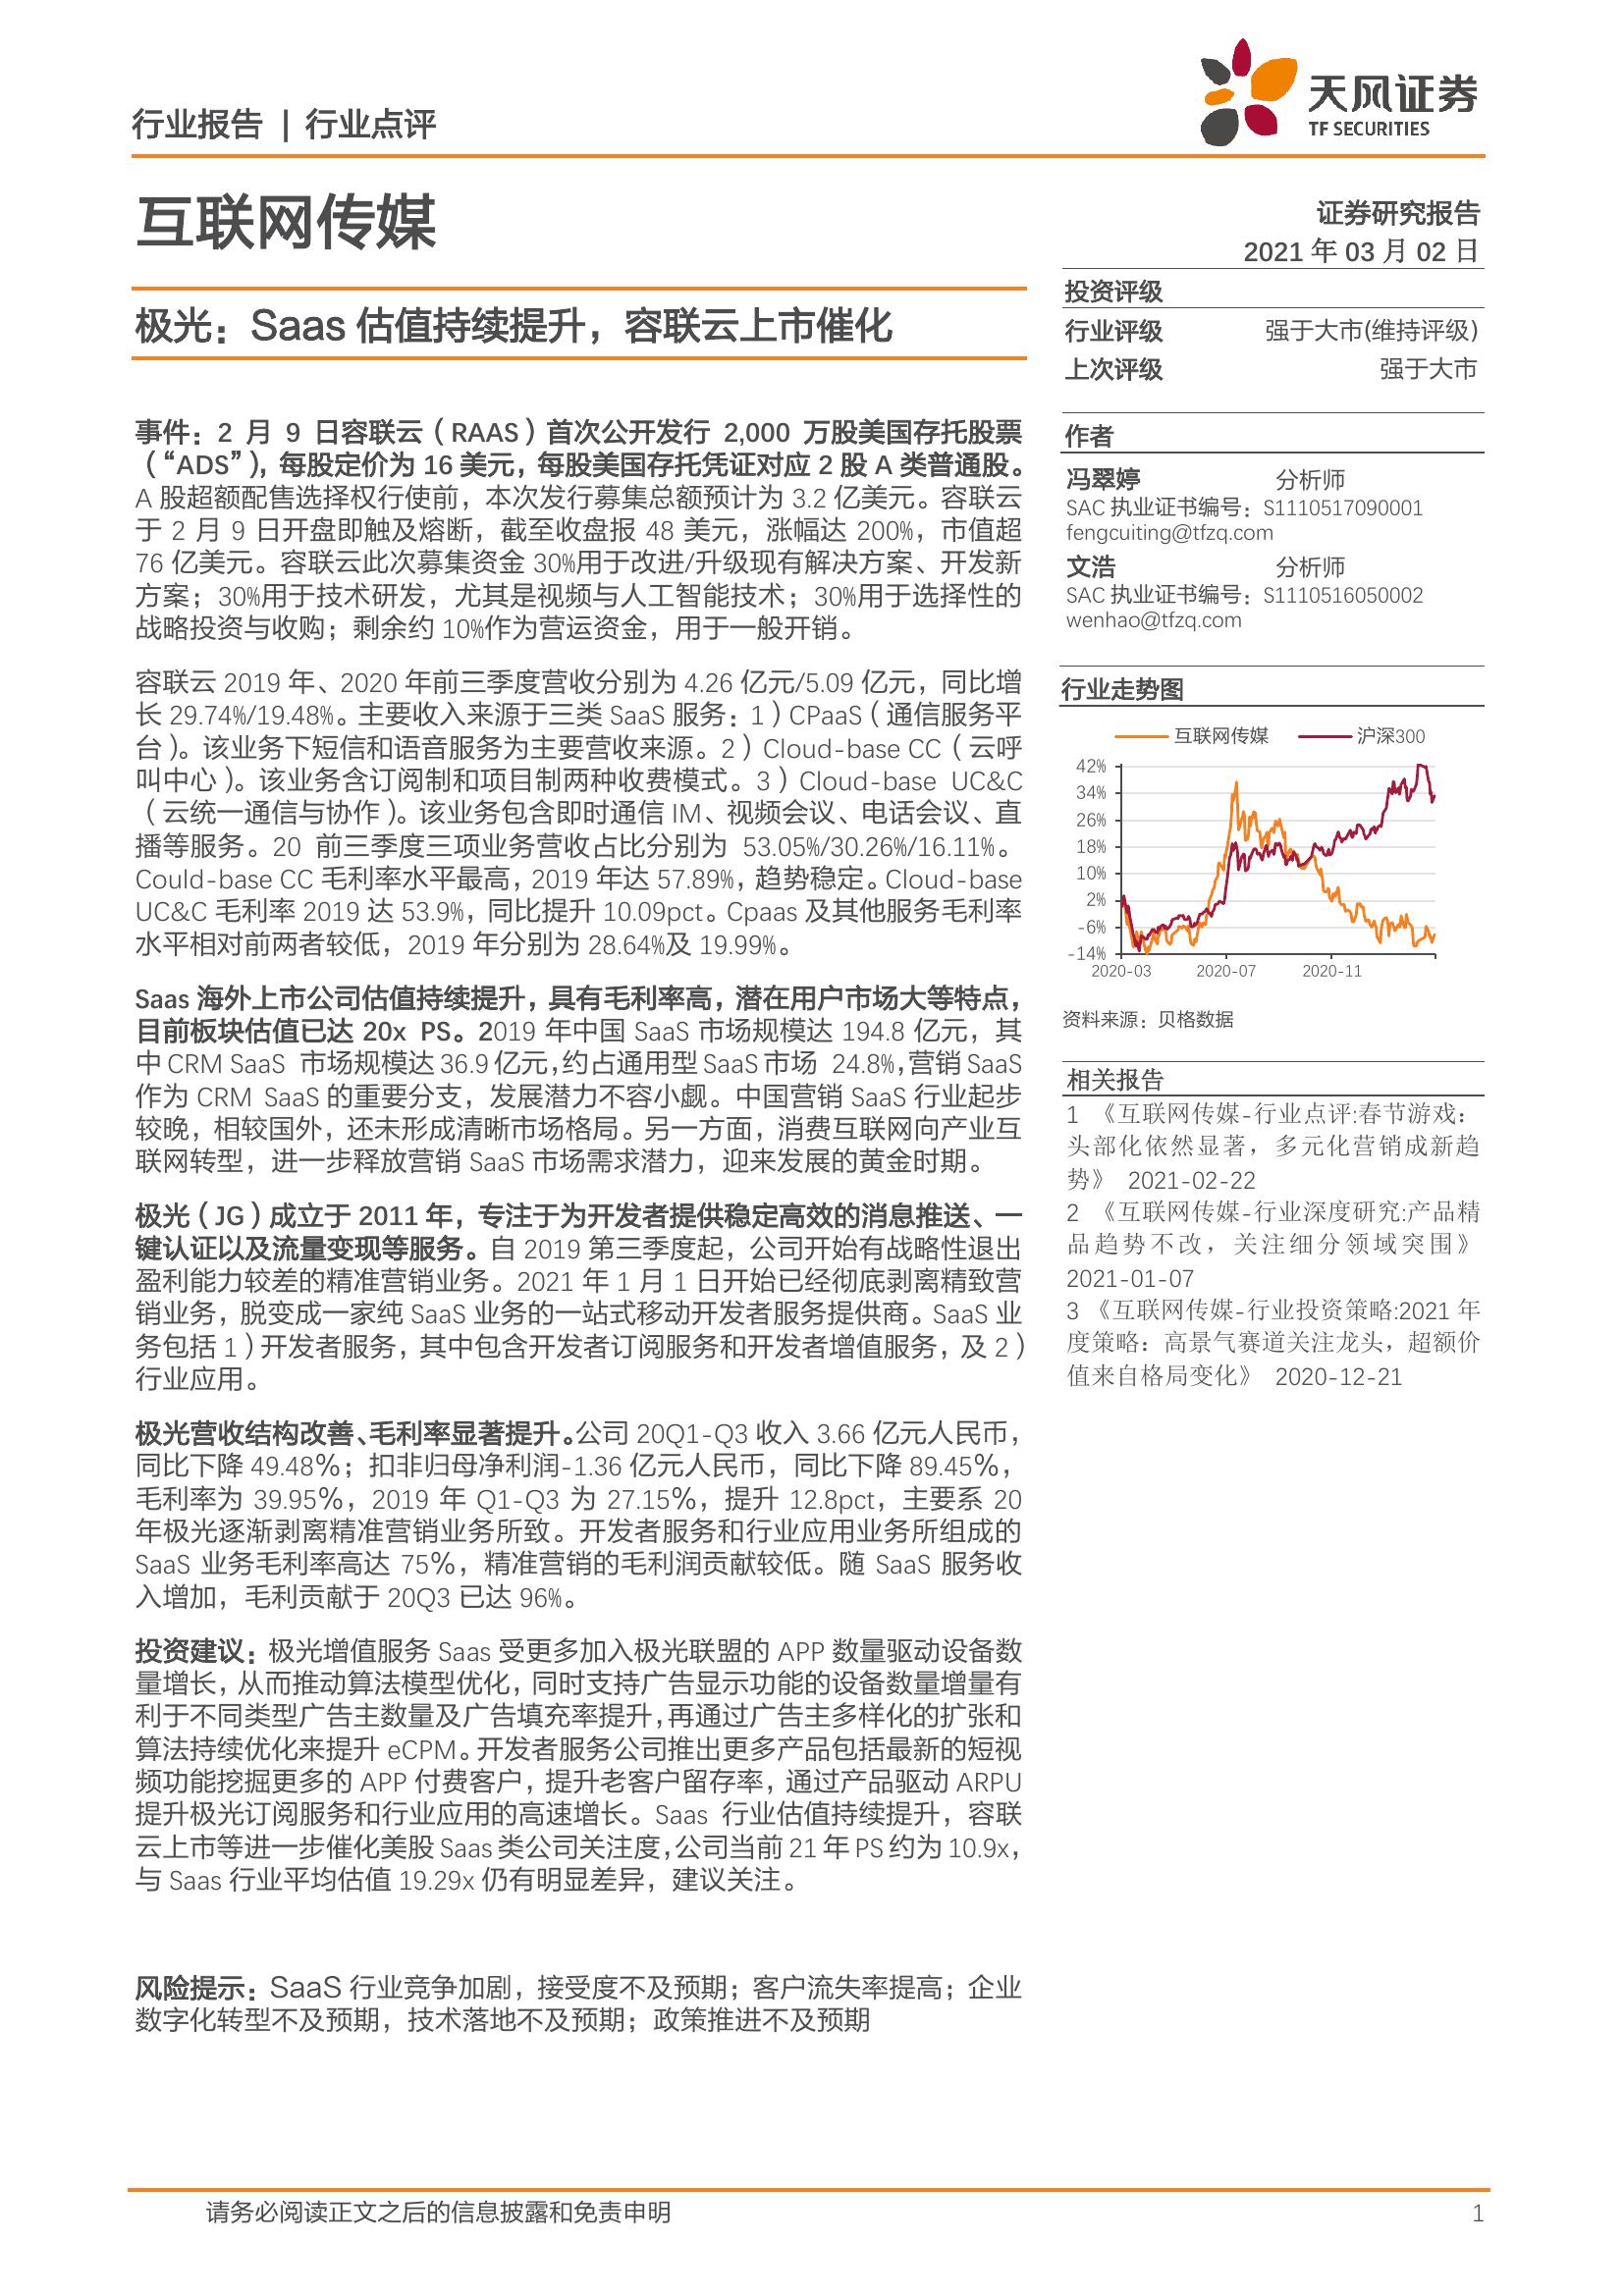 行业报告 | 行业点评
天风证券
TF SECURITIES
互联网传媒
极光：Saas 估值持续提升，容联云上市催化
事件：2 月 9 日容联云（RAAS）首次公开发行 2,000 万股美国存托股票
（“ADS”），每股定价为 16 美元，每股美国存托凭证对应 2 股 A 类普通股。
A 股超额配售选择权行使前，本次发行募集总额预计为 3.2 亿美元。容联云
于 2 月 9 日开盘即触及熔断，截至收盘报 48 美元，涨幅达 200%，市值超
76 亿美元。容联云此次募集资金 30%用于改进/升级现有解决方案、开发新
方案；30%用于技术研发，尤其是视频与人工智能技术；30%用于选择性的
战略投资与收购；剩余约 10%作为营运资金，用于一般开销。
容联云 2019 年、2020 年前三季度营收分别为 4.26 亿元/5.09 亿元，同比增
长 29.74%/19.48%。主要收入来源于三类 SaaS 服务：1）CPaaS（通信服务平
台）。该业务下短信和语音服务为主要营收来源。2）Cloud-base CC（云呼
叫中心）。该业务含订阅制和项目制两种收费模式。3）Cloud-base UC&C
（云统一通信与协作）。该业务包含即时通信 IM、视频会议、电话会议、直
播等服务。20 前三季度三项业务营收占比分别为 53.05%/30.26%/16.11%。
Could-base CC 毛利率水平最高，2019 年达 57.89%，趋势稳定。Cloud-base
UC&C 毛利率 2019 达 53.9%，同比提升 10.09pct。Cpaas 及其他服务毛利率
水平相对前两者较低，2019 年分别为 28.64%及 19.99%。
Saas 海外上市公司估值持续提升，具有毛利率高，潜在用户市场大等特点，
目前板块估值已达 20x PS。2019 年中国 SaaS 市场规模达 194.8 亿元，其
中 CRM SaaS 市场规模达 36.9 亿元，约占通用型 SaaS 市场 24.8%，营销 SaaS
作为 CRM SaaS 的重要分支，发展潜力不容小觑。中国营销 SaaS 行业起步
较晚，相较国外，还未形成清晰市场格局。另一方面，消费互联网向产业互
联网转型，进一步释放营销 SaaS 市场需求潜力，迎来发展的黄金时期。
极光（JG）成立于 2011 年，专注于为开发者提供稳定高效的消息推送、一
键认证以及流量变现等服务。自 2019 第三季度起，公司开始有战略性退出
盈利能力较差的精准营销业务。2021 年 1 月 1 日开始已经彻底剥离精致营
销业务，脱变成一家纯 SaaS 业务的一站式移动开发者服务提供商。SaaS 业
务包括 1）开发者服务，其中包含开发者订阅服务和开发者增值服务，及 2）
行业应用。
极光营收结构改善、毛利率显著提升。公司 20Q1-Q3 收入 3.66 亿元人民币，
同比下降 49.48%；扣非归母净利润-1.36 亿元人民币，同比下降 89.45%，
毛利率为 39.95%，2019 年 Q1-Q3 为 27.15%，提升 12.8pct，主要系 20
年极光逐渐剥离精准营销业务所致。开发者服务和行业应用业务所组成的
SaaS 业务毛利率高达 75%，精准营销的毛利润贡献较低。随 SaaS 服务收
入增加，毛利贡献于 20Q3 已达 96%。
投资建议：极光增值服务 Saas 受更多加入极光联盟的 APP 数量驱动设备数
量增长，从而推动算法模型优化，同时支持广告显示功能的设备数量增量有
利于不同类型广告主数量及广告填充率提升，再通过广告主多样化的扩张和
算法持续优化来提升 eCPM。开发者服务公司推出更多产品包括最新的短视
频功能挖掘更多的 APP 付费客户，提升老客户留存率，通过产品驱动 ARPU
提升极光订阅服务和行业应用的高速增长。Saas 行业估值持续提升，容联
云上市等进一步催化美股 Saas 类公司关注度，公司当前 21 年 PS 约为 10.9x，
与 Saas 行业平均估值 19.29x 仍有明显差异，建议关注。
风险提示：SaaS 行业竞争加剧，接受度不及预期；客户流失率提高；企业
数字化转型不及预期，技术落地不及预期；政策推进不及预期
证券研究报告
2021 年 03 月 02 日
投资评级
行业评级 强于大市(维持评级)
上次评级 强于大市
作者
冯翠婷 分析师
SAC 执业证书编号：S1110517090001
fengcuiting@tfzq.com
文浩 分析师
SAC 执业证书编号：S1110516050002
wenhao@tfzq.com
行业走势图
互联网传媒 沪深300
42%
34%
26%
18%
10%
2%
-6%
-14%
2020-03 2020-07 2020-11
资料来源：贝格数据
相关报告
1 《互联网传媒-行业点评:春节游戏：
头部化依然显著，多元化营销成新趋
势》 2021-02-22
2 《互联网传媒-行业深度研究:产品精
品趋势不改，关注细分领域突围》
2021-01-07
3 《互联网传媒-行业投资策略:2021 年
度策略：高景气赛道关注龙头，超额价
值来自格局变化》 2020-12-21
请务必阅读正文之后的信息披露和免责申明 1